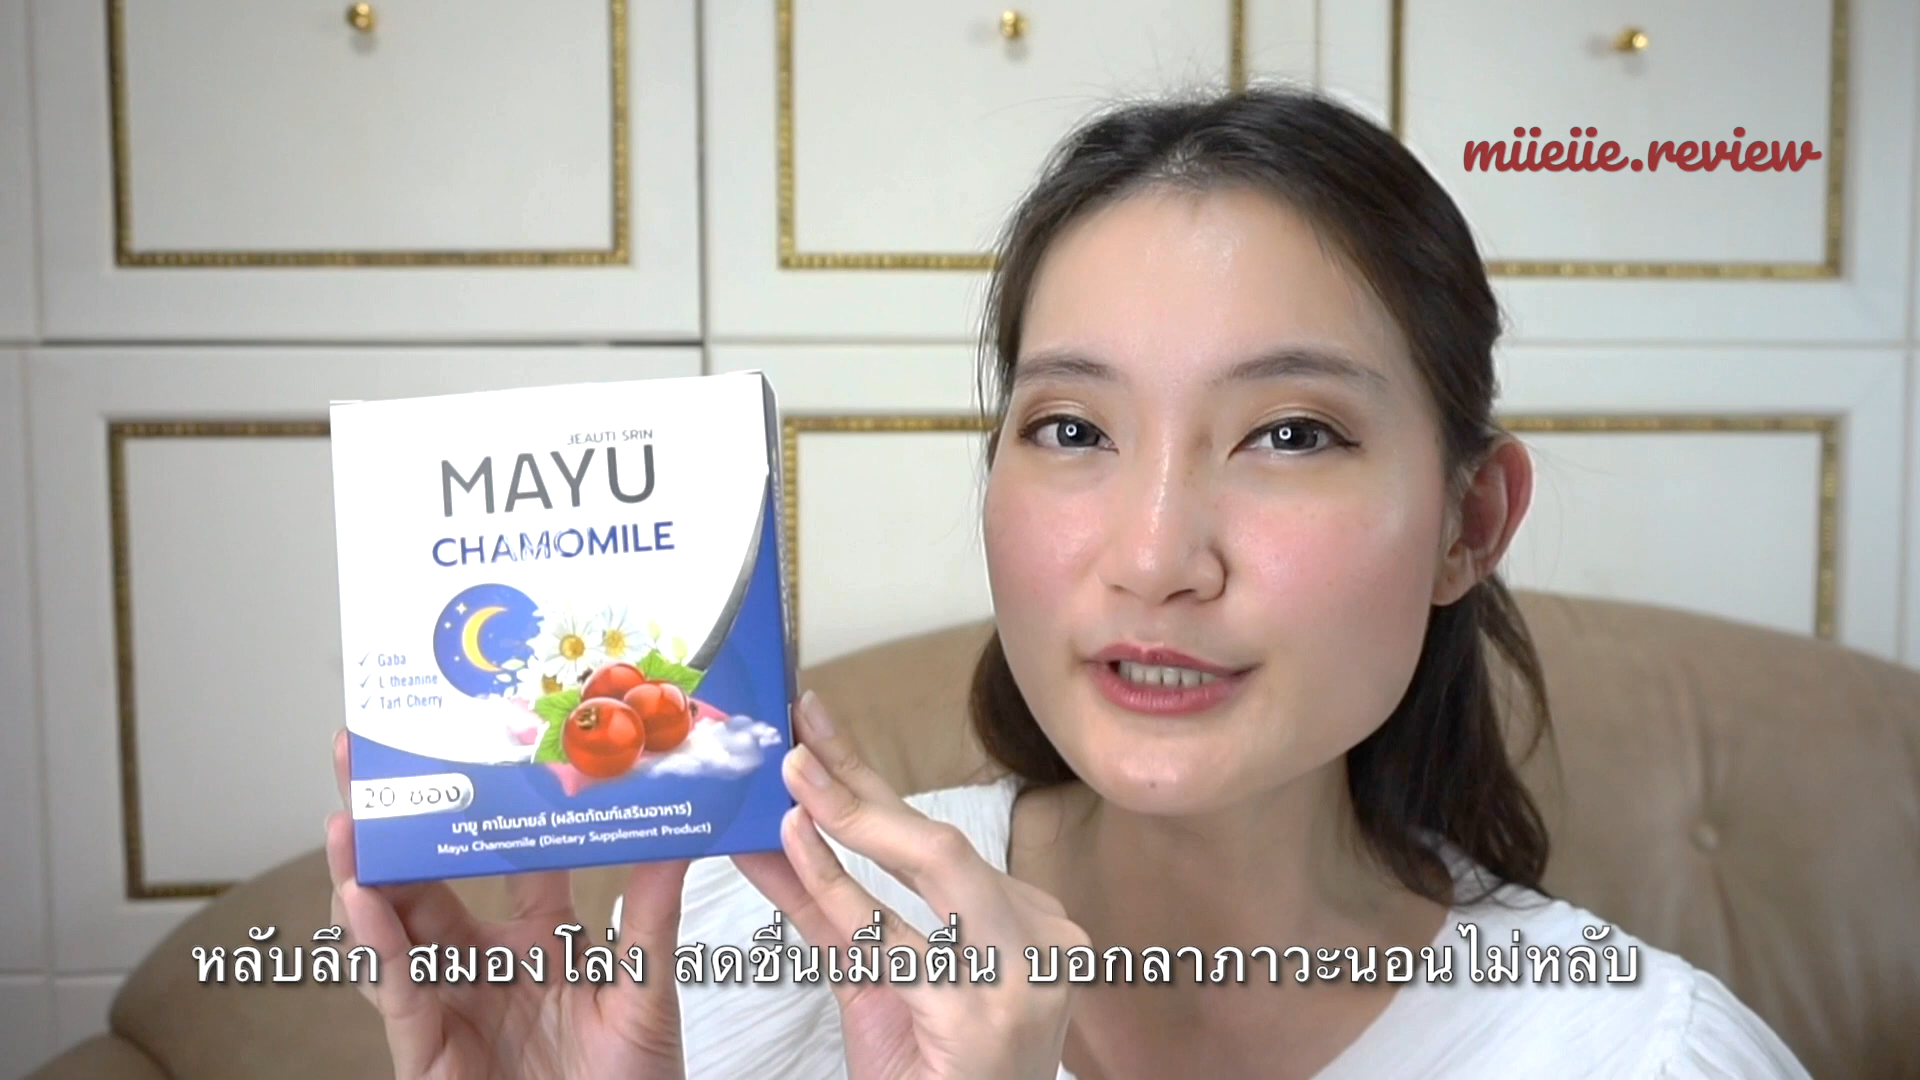 miieiie.review
JEAUTI SRIN
MAYU
CHAMOMILE
✓ Gaba
✓ L theanine
✓ Tart Cherry
20 ซอง
มายู คาโมมายล์ (ผลิตภัณฑ์เสริมอาหาร)
Mayu Chamomile (Dietary Supplement Product)
หลับลึก สมองโล่ง สดชื่นเมื่อตื่น บอกลาภาวะนอนไม่หลับ